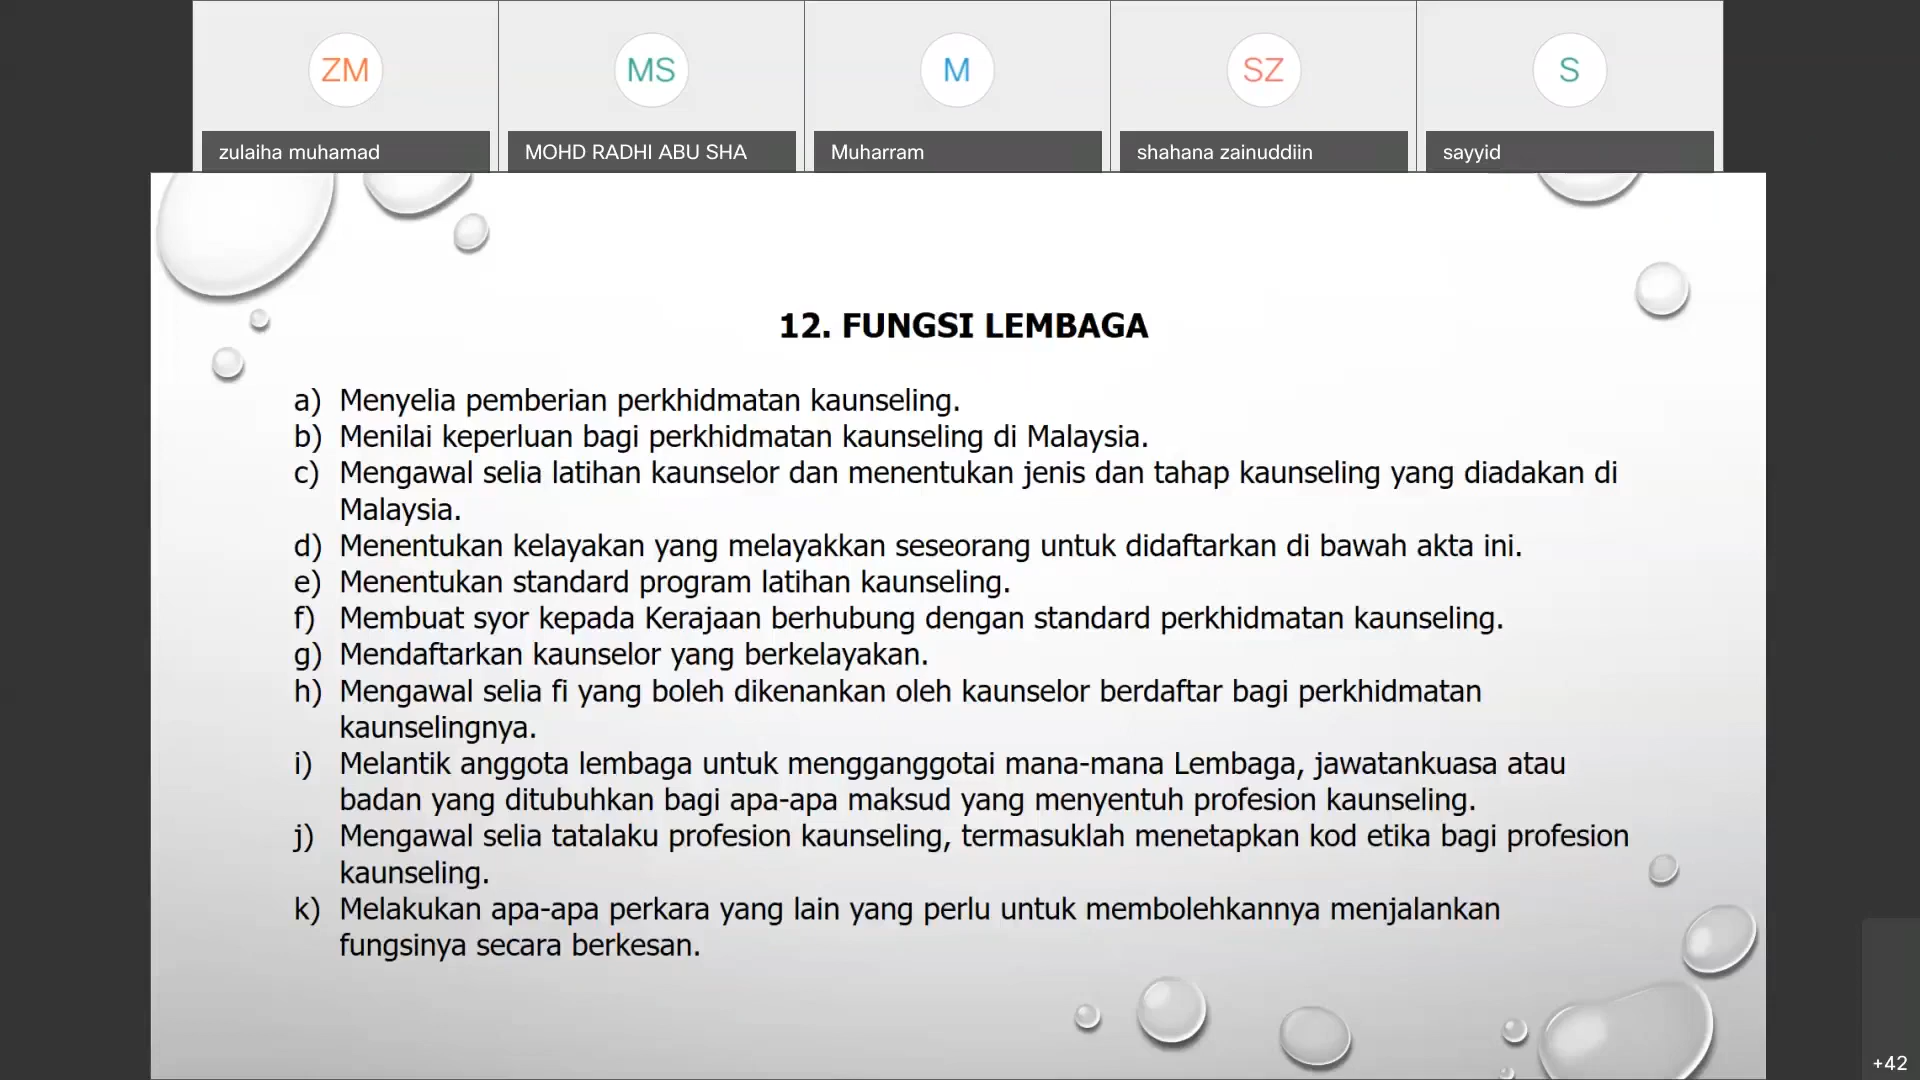 ZM
MS
M
SZ
S
zulaiha muhamad
MOHD RADHI ABU SHA
Muharram
shahana zainuddiin
sayyid
12. FUNGSI LEMBAGA
a) Menyelia pemberian perkhidmatan kaunseling.
b) Menilai keperluan bagi perkhidmatan kaunseling di Malaysia.
c) Mengawal selia latihan kaunselor dan menentukan jenis dan tahap kaunseling yang diadakan di
Malaysia.
d) Menentukan kelayakan yang melayakkan seseorang untuk didaftarkan di bawah akta ini.
e) Menentukan standard program latihan kaunseling.
f) Membuat syor kepada Kerajaan berhubung dengan standard perkhidmatan kaunseling.
g) Mendaftarkan kaunselor yang berkelayakan.
h) Mengawal selia fi yang boleh dikenankan oleh kaunselor berdaftar bagi perkhidmatan
kaunselingnya.
i) Melantik anggota lembaga untuk mengganggotai mana-mana Lembaga, jawatankuasa atau
badan yang ditubuhkan bagi apa-apa maksud yang menyentuh profesion kaunseling.
j) Mengawal selia tatalaku profesion kaunseling, termasuklah menetapkan kod etika bagi profesion
kaunseling.
k) Melakukan apa-apa perkara yang lain yang perlu untuk membolehkannya menjalankan
fungsinya secara berkesan.
+42